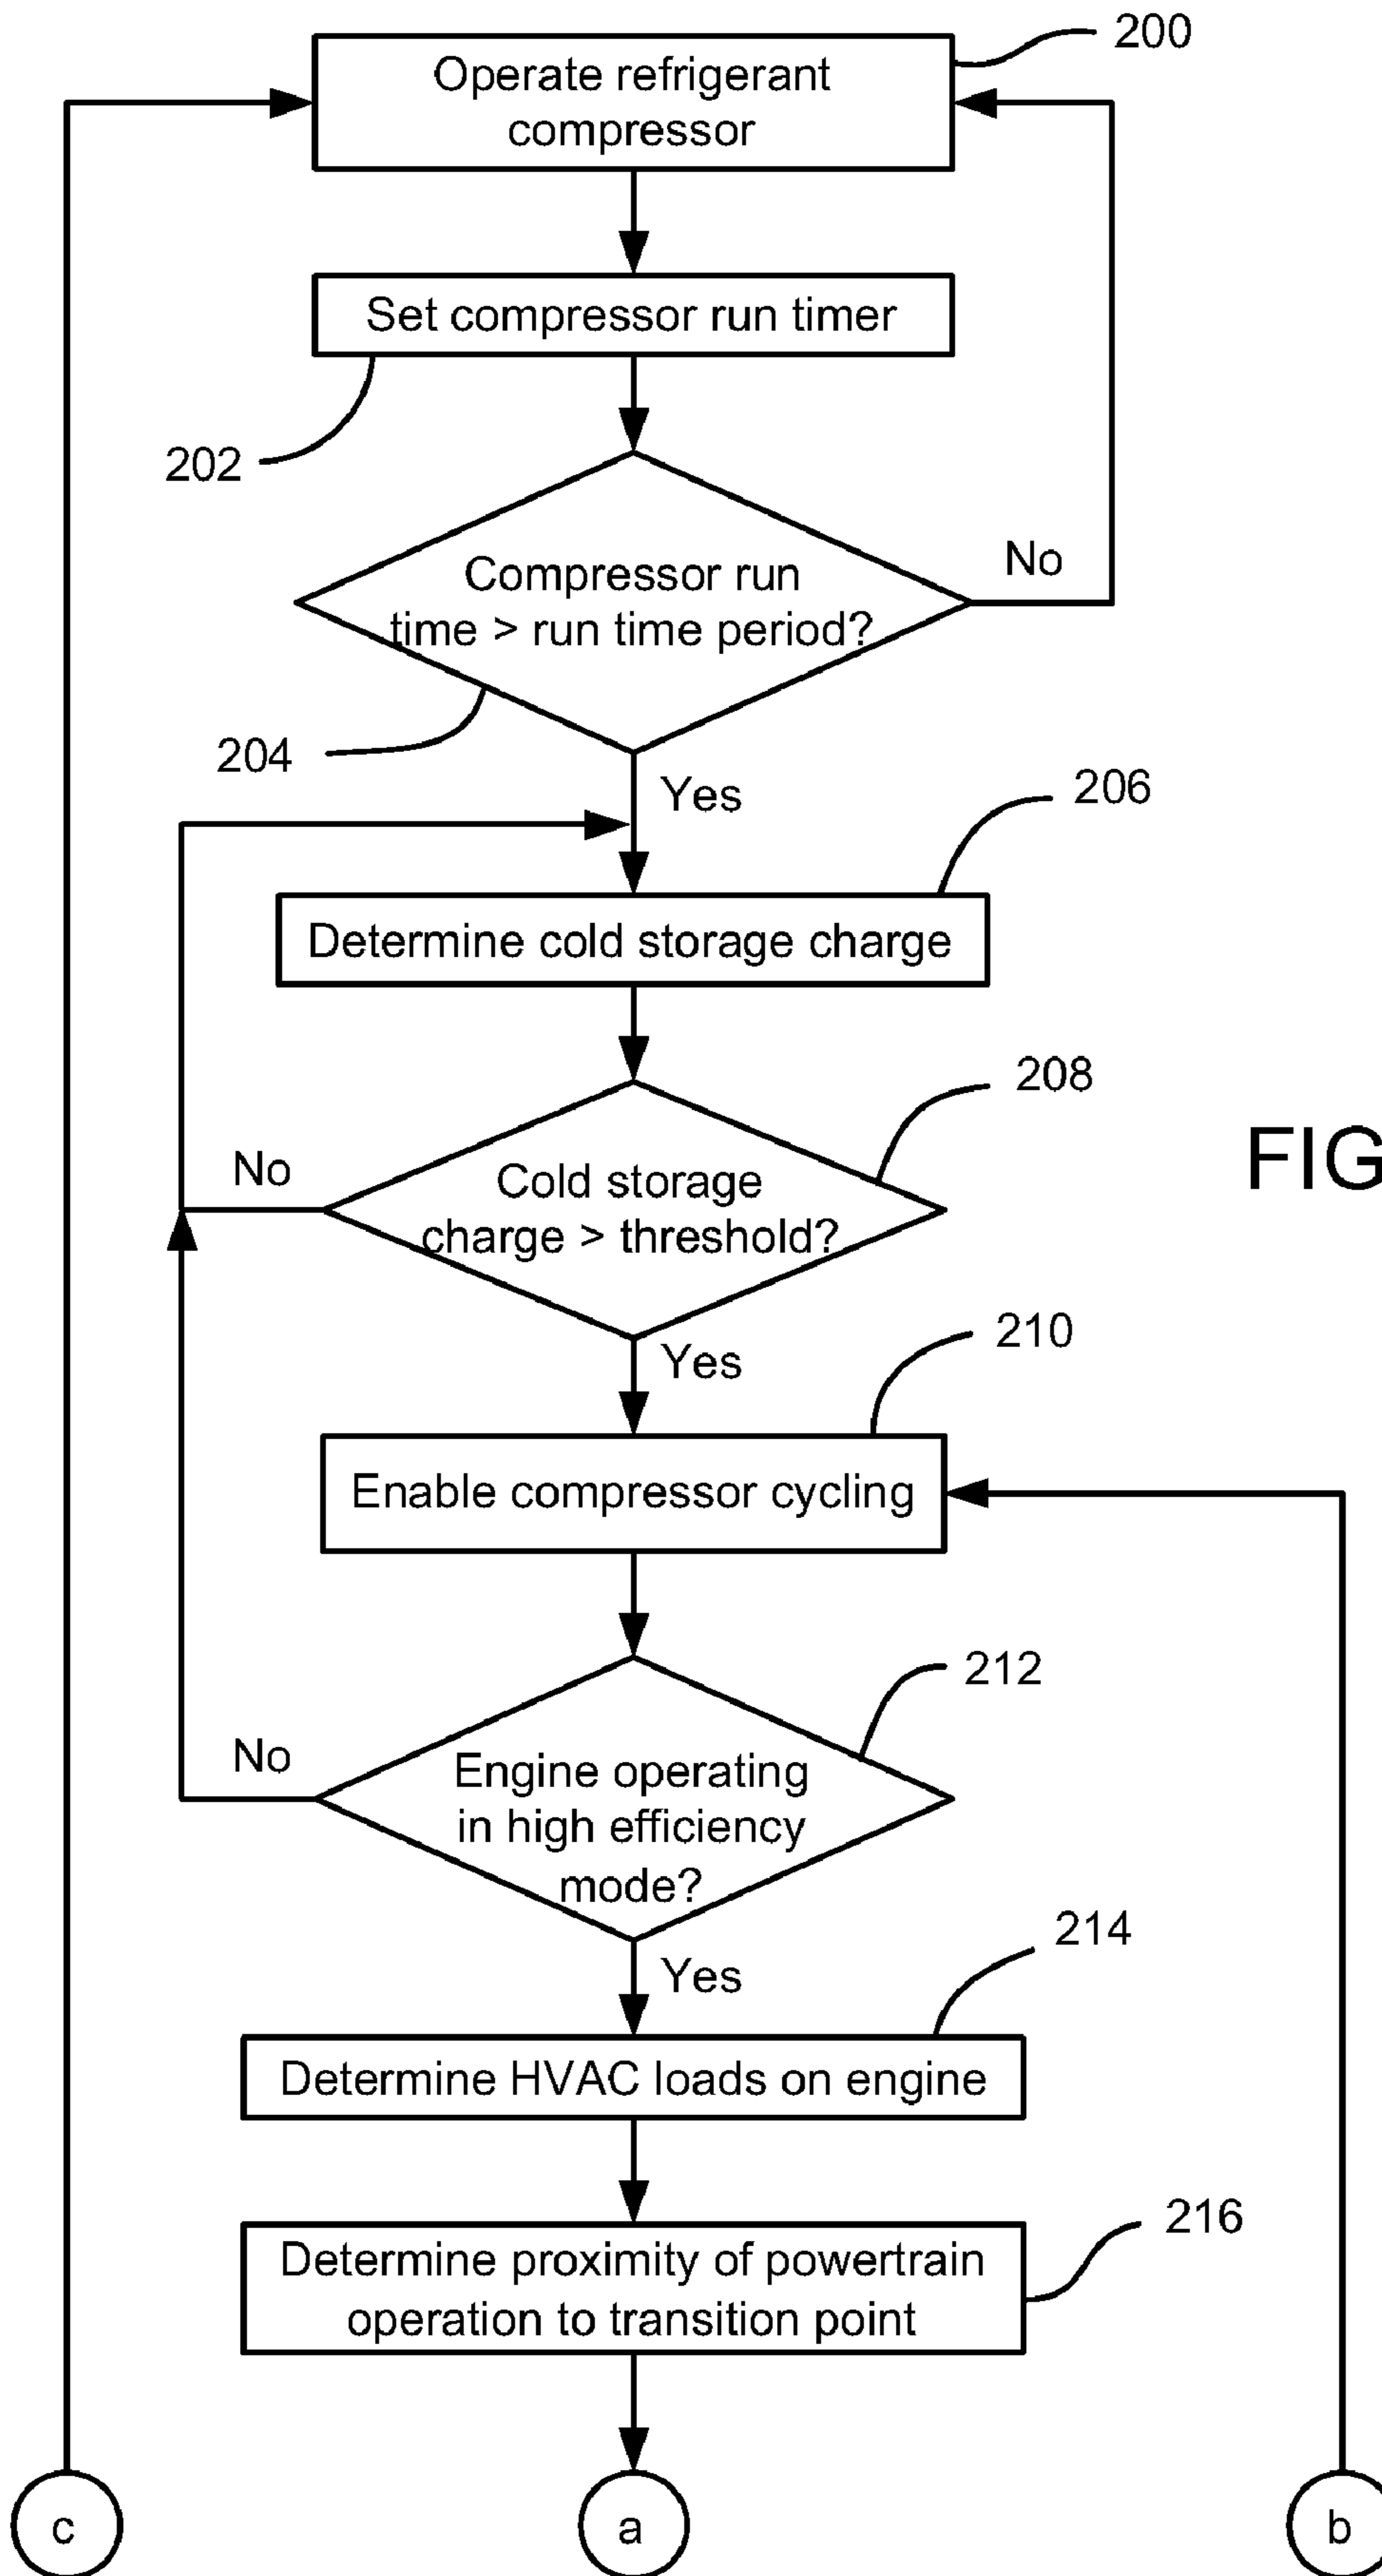 200
Operate refrigerant
compressor
Set compressor run timer
202
Compressor run
time > run time period?
No
204
Yes
206
Determine cold storage charge
208
No
Cold storage
charge > threshold?
FIG
210
Yes
Enable compressor cycling
212
No
Engine operating
in high efficiency
mode?
214
Yes
Determine HVAC loads on engine
216
Determine proximity of powertrain
operation to transition point
c
a
b